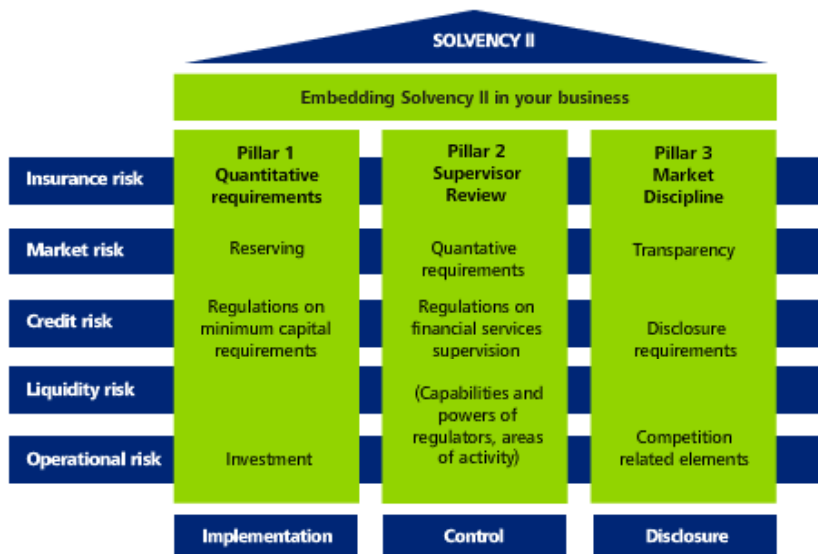 SOLVENCY II
Embedding Solvency II in your business
Insurance risk
Market risk
Credit risk
Liquidity risk
Operational risk
Pillar 1
Quantitative
requirements
Reserving
Regulations on
minimum capital
requirements
Investment
Implementation
Pillar 2
Supervisor
Review
Quantative
requirements
Regulations on
financial services
supervision
(Capabilities and
powers of
regulators, areas
of activity)
Control
Pillar 3
Market
Discipline
Transparency
Disclosure
requirements
Competition
related elements
Disclosure